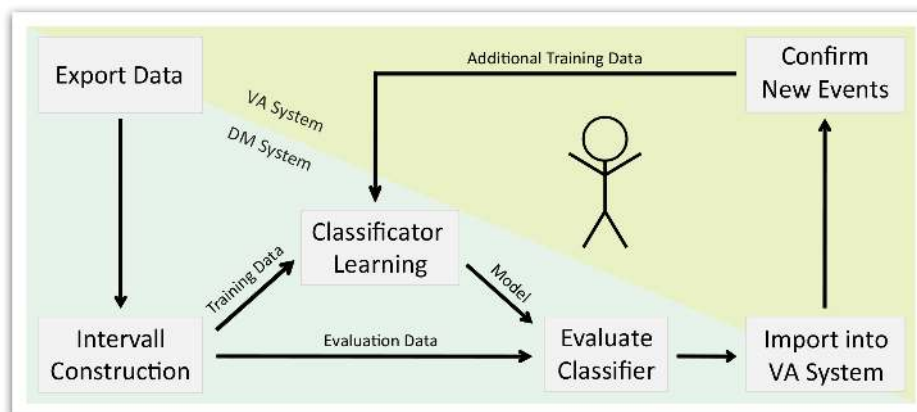 Export Data
Additional Training Data
Confirm
New Events
VA System
DM System
Classificator
Learning
Training Data
Model
Intervall
Construction
Evaluation Data
Evaluate
Classifier
Import into
VA System